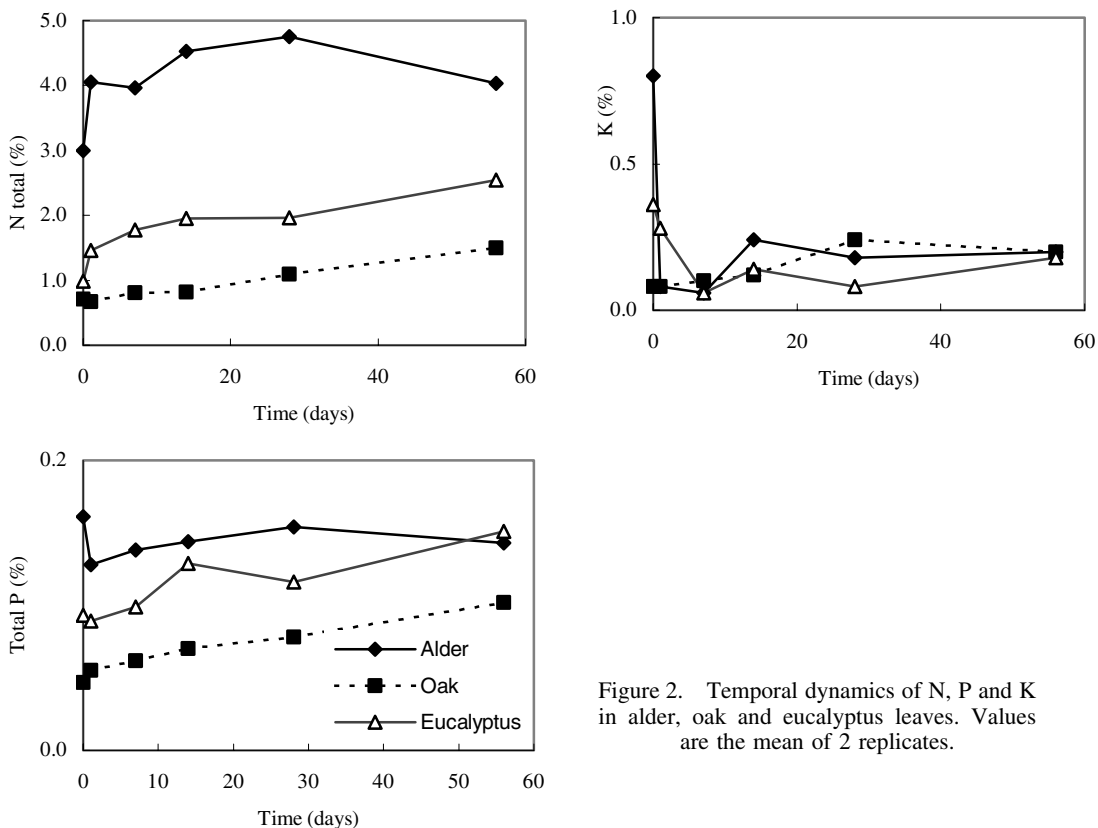 5.0
4.0
3.0
2.0
1.0
0.0
N total (%)
0 20 40 60
Time (days)
1.0
0.5
0.0
K (%)
0 20 40 60
Time (days)
0.2
0.0
Total P (%)
Alder
Oak
Eucalyptus
0 10 20 30 40 50 60
Time (days)
Figure 2. Temporal dynamics of N, P and K
in alder, oak and eucalyptus leaves. Values
are the mean of 2 replicates.